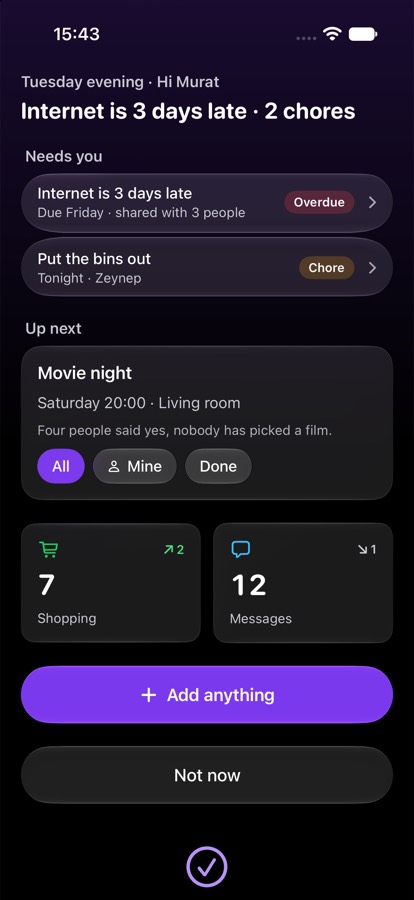 15:43
Tuesday evening · Hi Murat
Internet is 3 days late · 2 chores
Needs you
Internet is 3 days late
Due Friday · shared with 3 people
Overdue
Put the bins out
Tonight · Zeynep
Chore
Up next
Movie night
Saturday 20:00 · Living room
Four people said yes, nobody has picked a film.
All
Mine
Done
2
7
Shopping
1
12
Messages
Add anything
Not now